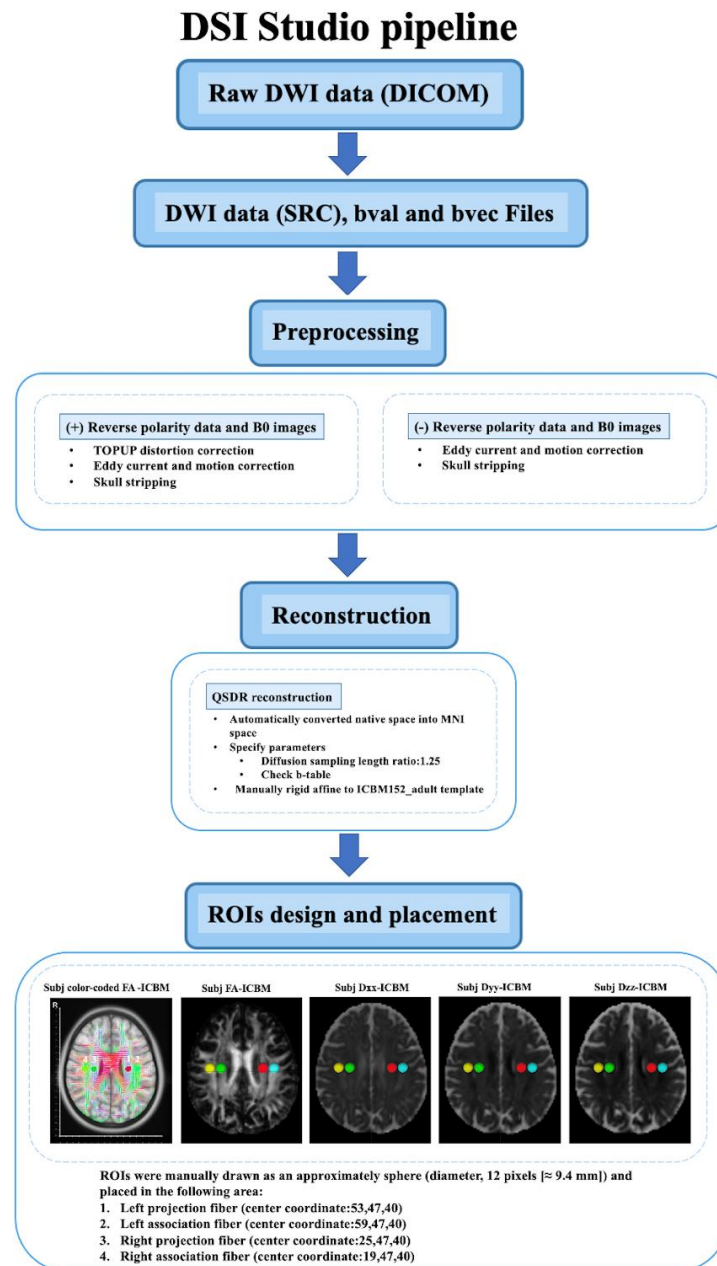 DSI Studio pipeline
Raw DWI data (DICOM)
DWI data (SRC), bval and bvec Files
Preprocessing
(+) Reverse polarity data and B0 images
• TOPUP distortion correction
• Eddy current and motion correction
• Skull stripping
(-) Reverse polarity data and B0 images
• Eddy current and motion correction
• Skull stripping
Reconstruction
QSDR reconstruction
• Automatically converted native space into MNI
space
• Specify parameters
• Diffusion sampling length ratio:1.25
• Check b-table
• Manually rigid affine to ICBM152_adult template
ROIs design and placement
Subj color-coded FA -ICBM
Subj FA-ICBM
Subj Dxx-ICBM
Subj Dyy-ICBM
Subj Dzz-ICBM
R
4 3 1 2
ROIs were manually drawn as an approximately sphere (diameter, 12 pixels [≈ 9.4 mm]) and
placed in the following area:
1. Left projection fiber (center coordinate:53,47,40)
2. Left association fiber (center coordinate:59,47,40)
3. Right projection fiber (center coordinate:25,47,40)
4. Right association fiber (center coordinate:19,47,40)